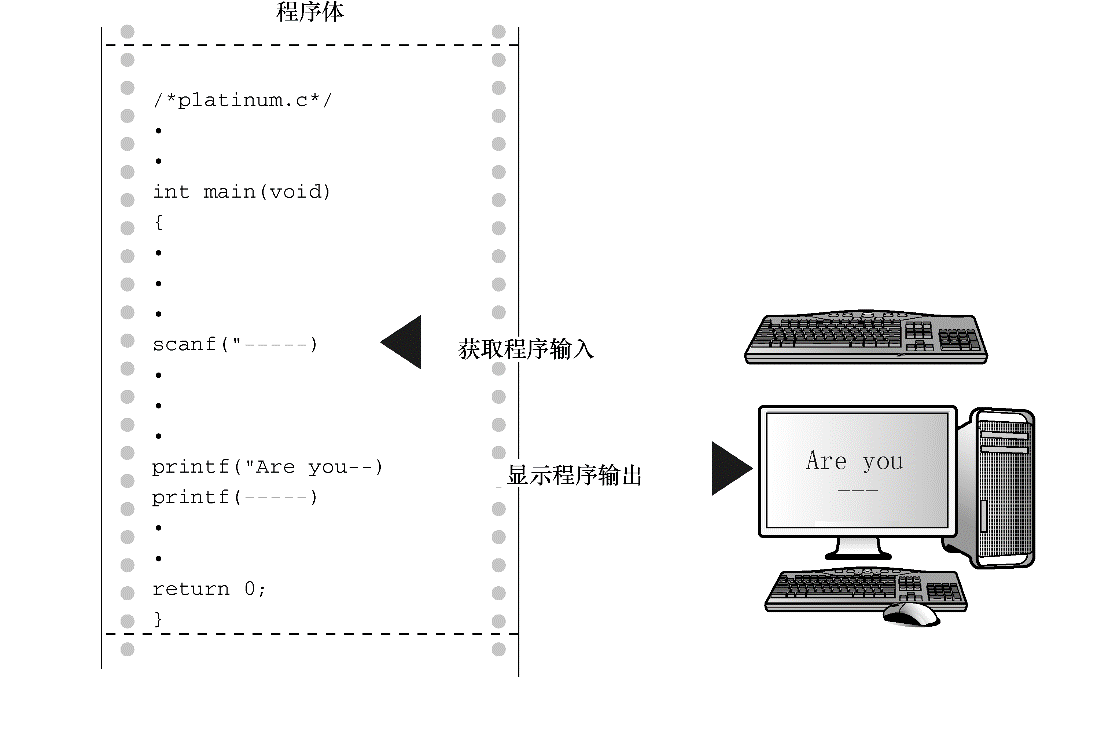 程序体
/*platinum.c*/
•
•
int main(void)
{
•
•
•
scanf("-----)
获取程序输入
•
•
•
printf("Are you--)
显示程序输出
printf(-----)
•
•
return 0;
}
Are you
---